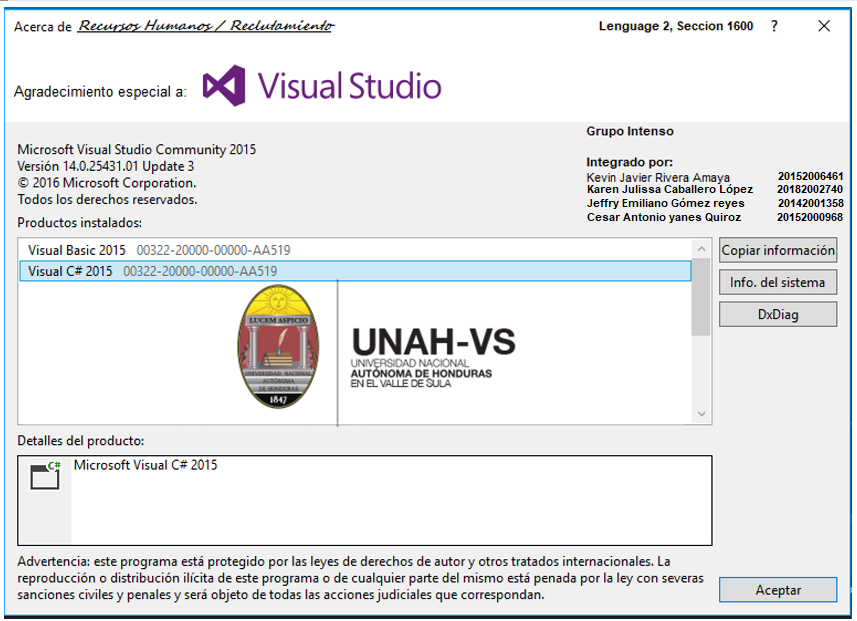 Acerca de Recursos Humanos / Reclutamiento
Lenguage 2, Seccion 1600 ?
Agradecimiento especial a: Visual Studio
Grupo Intenso
Microsoft Visual Studio Community 2015
Versión 14.0.25431.01 Update 3
© 2016 Microsoft Corporation.
Todos los derechos reservados.
Integrado por:
Kevin Javier Rivera Amaya 20152006461
Karen Julissa Caballero López 20182002740
Jeffry Emiliano Gómez reyes 20142001358
Cesar Antonio yanes Quiroz 20152000968
Productos instalados:
Visual Basic 2015 00322-20000-00000-AA519
Visual C# 2015 00322-20000-00000-AA519
LUCEM ASPICIO
UNIVERSIDAD NACIONAL
AUTÓNOMA
DE HONDURAS
1847
UNAH-VS
UNIVERSIDAD NACIONAL
AUTÓNOMA DE HONDURAS
EN EL VALLE DE SULA
Copiar información
Info. del sistema
DxDiag
Detalles del producto:
C#
Microsoft Visual C# 2015
Advertencia: este programa está protegido por las leyes de derechos de autor y otros tratados internacionales. La
reproducción o distribución ilícita de este programa o de cualquier parte del mismo está penada por la ley con severas
sanciones civiles y penales y será objeto de todas las acciones judiciales que correspondan.
Aceptar